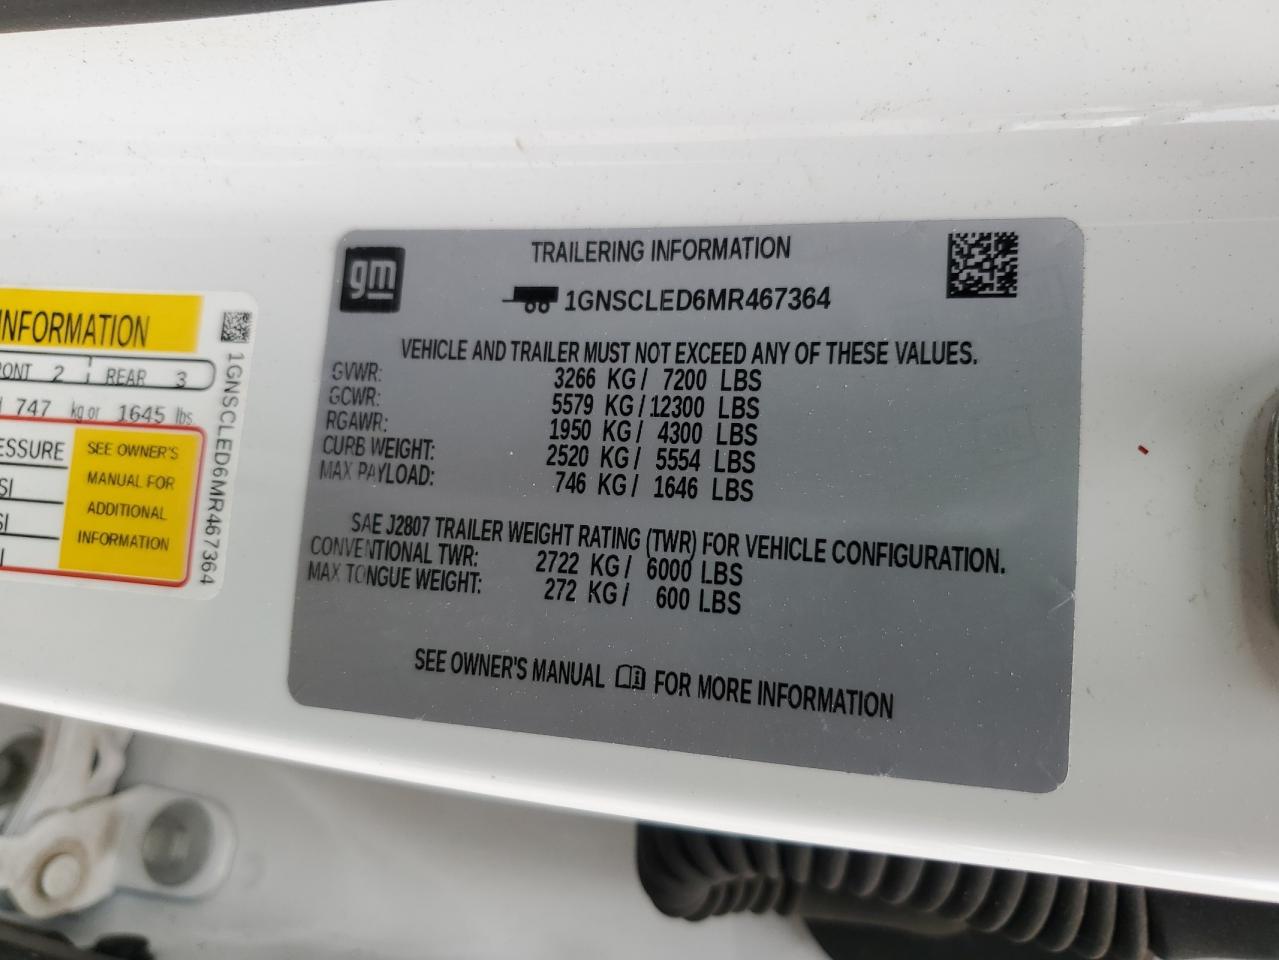 INFORMATION
FRONT 2 REAR 3
747 kg or 1645 lbs
SEE OWNER'S
MANUAL FOR
ADDITIONAL
INFORMATION
1GNSCLED6MR467364
gm
TRAILERING INFORMATION
1GNSCLED6MR467364
VEHICLE AND TRAILER MUST NOT EXCEED ANY OF THESE VALUES.
GVWR: 3266 KG/ 7200 LBS
GCWR: 5579 KG/12300 LBS
RGAWR: 1950 KG/ 4300 LBS
CURB WEIGHT: 2520 KG/ 5554 LBS
MAX PAYLOAD: 746 KG/ 1646 LBS
SAE J2807 TRAILER WEIGHT RATING (TWR) FOR VEHICLE CONFIGURATION.
CONVENTIONAL TWR: 2722 KG/ 6000 LBS
MAX TONGUE WEIGHT: 272 KG/ 600 LBS
SEE OWNER'S MANUAL FOR MORE INFORMATION